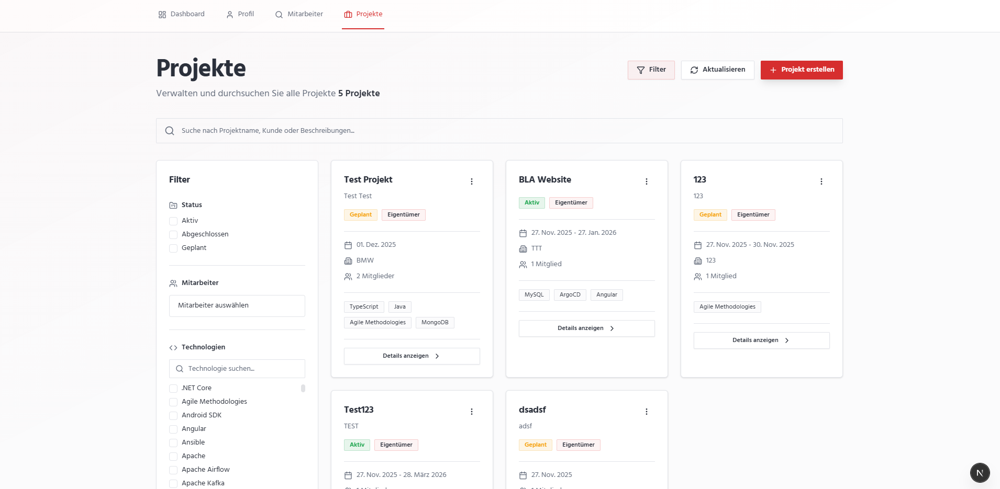 Dashboard Profil Mitarbeiter Projekte
Projekte
Filter Aktualisieren Projekt erstellen
Verwalten und durchsuchen Sie alle Projekte 5 Projekte
Suche nach Projektname, Kunde oder Beschreibungen...
Filter
Status
Aktiv
Abgeschlossen
Geplant
Mitarbeiter
Mitarbeiter auswählen
Technologien
Technologie suchen...
.NET Core
Agile Methodologies
Android SDK
Angular
Ansible
Apache
Apache Airflow
Apache Kafka
Test Projekt
Test Test
Geplant Eigentümer
01. Dez. 2025
BMW
2 Mitglieder
TypeScript Java
Agile Methodologies MongoDB
Details anzeigen
BLA Website
Aktiv Eigentümer
27. Nov. 2025 - 27. Jan. 2026
TTT
1 Mitglied
MySQL ArgoCD Angular
Details anzeigen
123
123
Geplant Eigentümer
27. Nov. 2025 - 30. Nov. 2025
123
1 Mitglied
Agile Methodologies
Details anzeigen
Test123
TEST
Aktiv Eigentümer
27. Nov. 2025 - 28. März 2026
1 Mitglied
dsadsf
adsf
Geplant Eigentümer
27. Nov. 2025
1 Mitglied
N